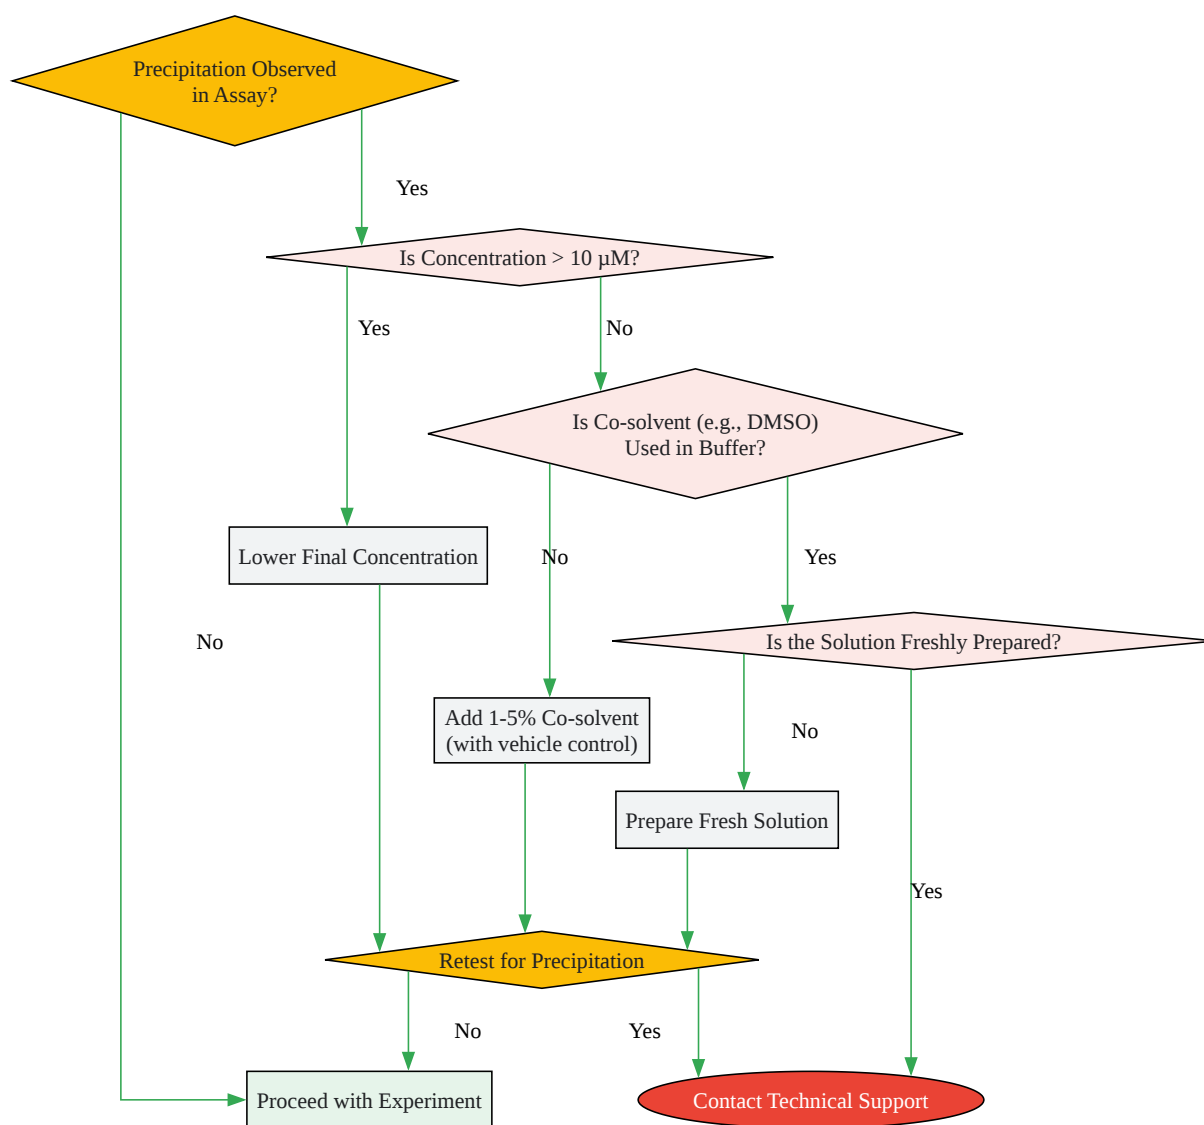 Precipitation Observed
in Assay?
Yes
Is Concentration > 10 µM?
Yes
No
Is Co-solvent (e.g., DMSO)
Used in Buffer?
Lower Final Concentration
No
Yes
No
Is the Solution Freshly Prepared?
Add 1-5% Co-solvent
(with vehicle control)
No
Prepare Fresh Solution
Yes
Retest for Precipitation
No
Yes
Proceed with Experiment
Contact Technical Support